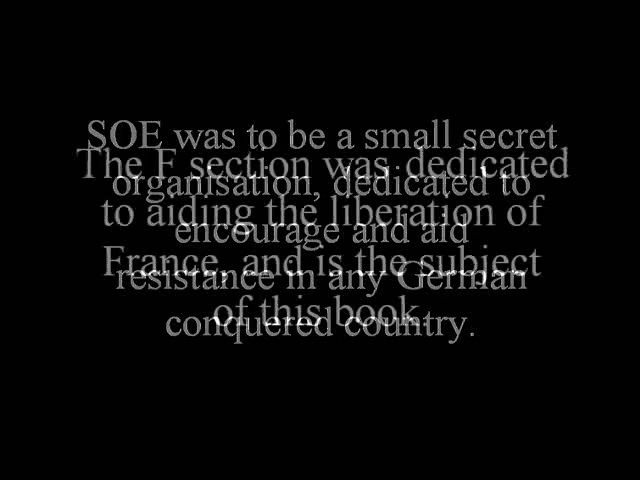 SOE was to be a small secret
The F section was dedicated
organisation, dedicated to
to aiding the liberation of
encourage and aid
France, and is the subject
resistance in any German
of this book
conquered country.